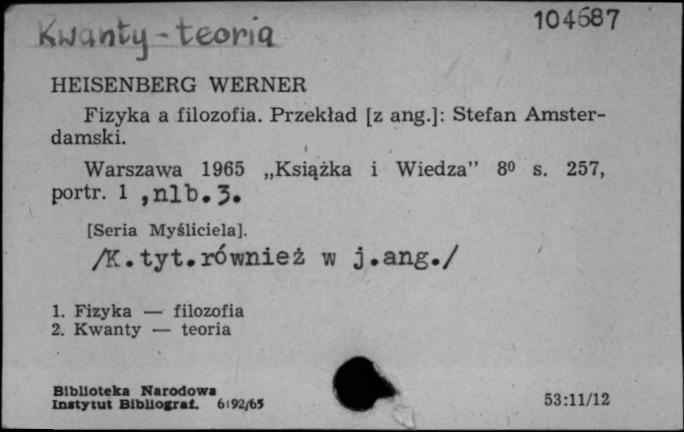 Kwanty - teoria
104687
HEISENBERG WERNER
Fizyka a filozofia. Przekład [z ang.]: Stefan Amster-
damski.
Warszawa 1965 „Książka i Wiedza” 8⁰ s. 257,
portr. 1 ,nlb. 3.
[Seria Myśliciela].
/K.tyt.również w j.ang./
1. Fizyka — filozofia
2. Kwanty — teoria
Biblioteka Narodowa
Instytut Bibliograf. 6192/65
53:11/12